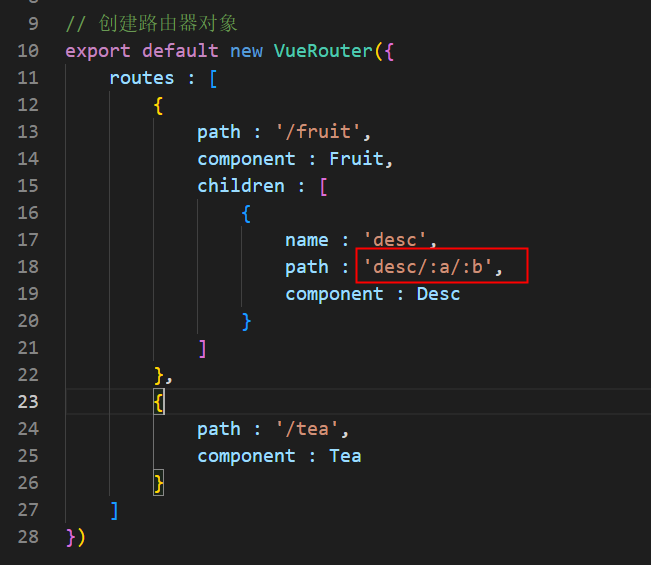 9 // 创建路由器对象
10 export default new VueRouter({
11 routes : [
12 {
13 path : '/fruit',
14 component : Fruit,
15 children : [
16 {
17 name : 'desc',
18 path : 'desc/:a/:b',
19 component : Desc
20 }
21 ]
22 },
23 {
24 path : '/tea',
25 component : Tea
26 }
27 ]
28 })